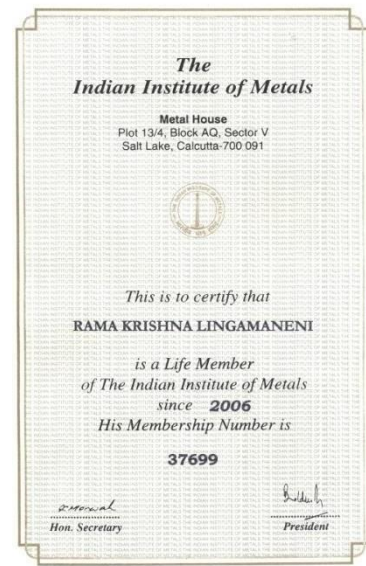 The
Indian Institute of Metals
Metal House
Plot 13/4, Block AQ, Sector V
Salt Lake, Calcutta-700 091
This is to certify that
RAMA KRISHNA LINGAMANENI
is a Life Member
of The Indian Institute of Metals
since 2006
His Membership Number is
37699
Hon. Secretary
President